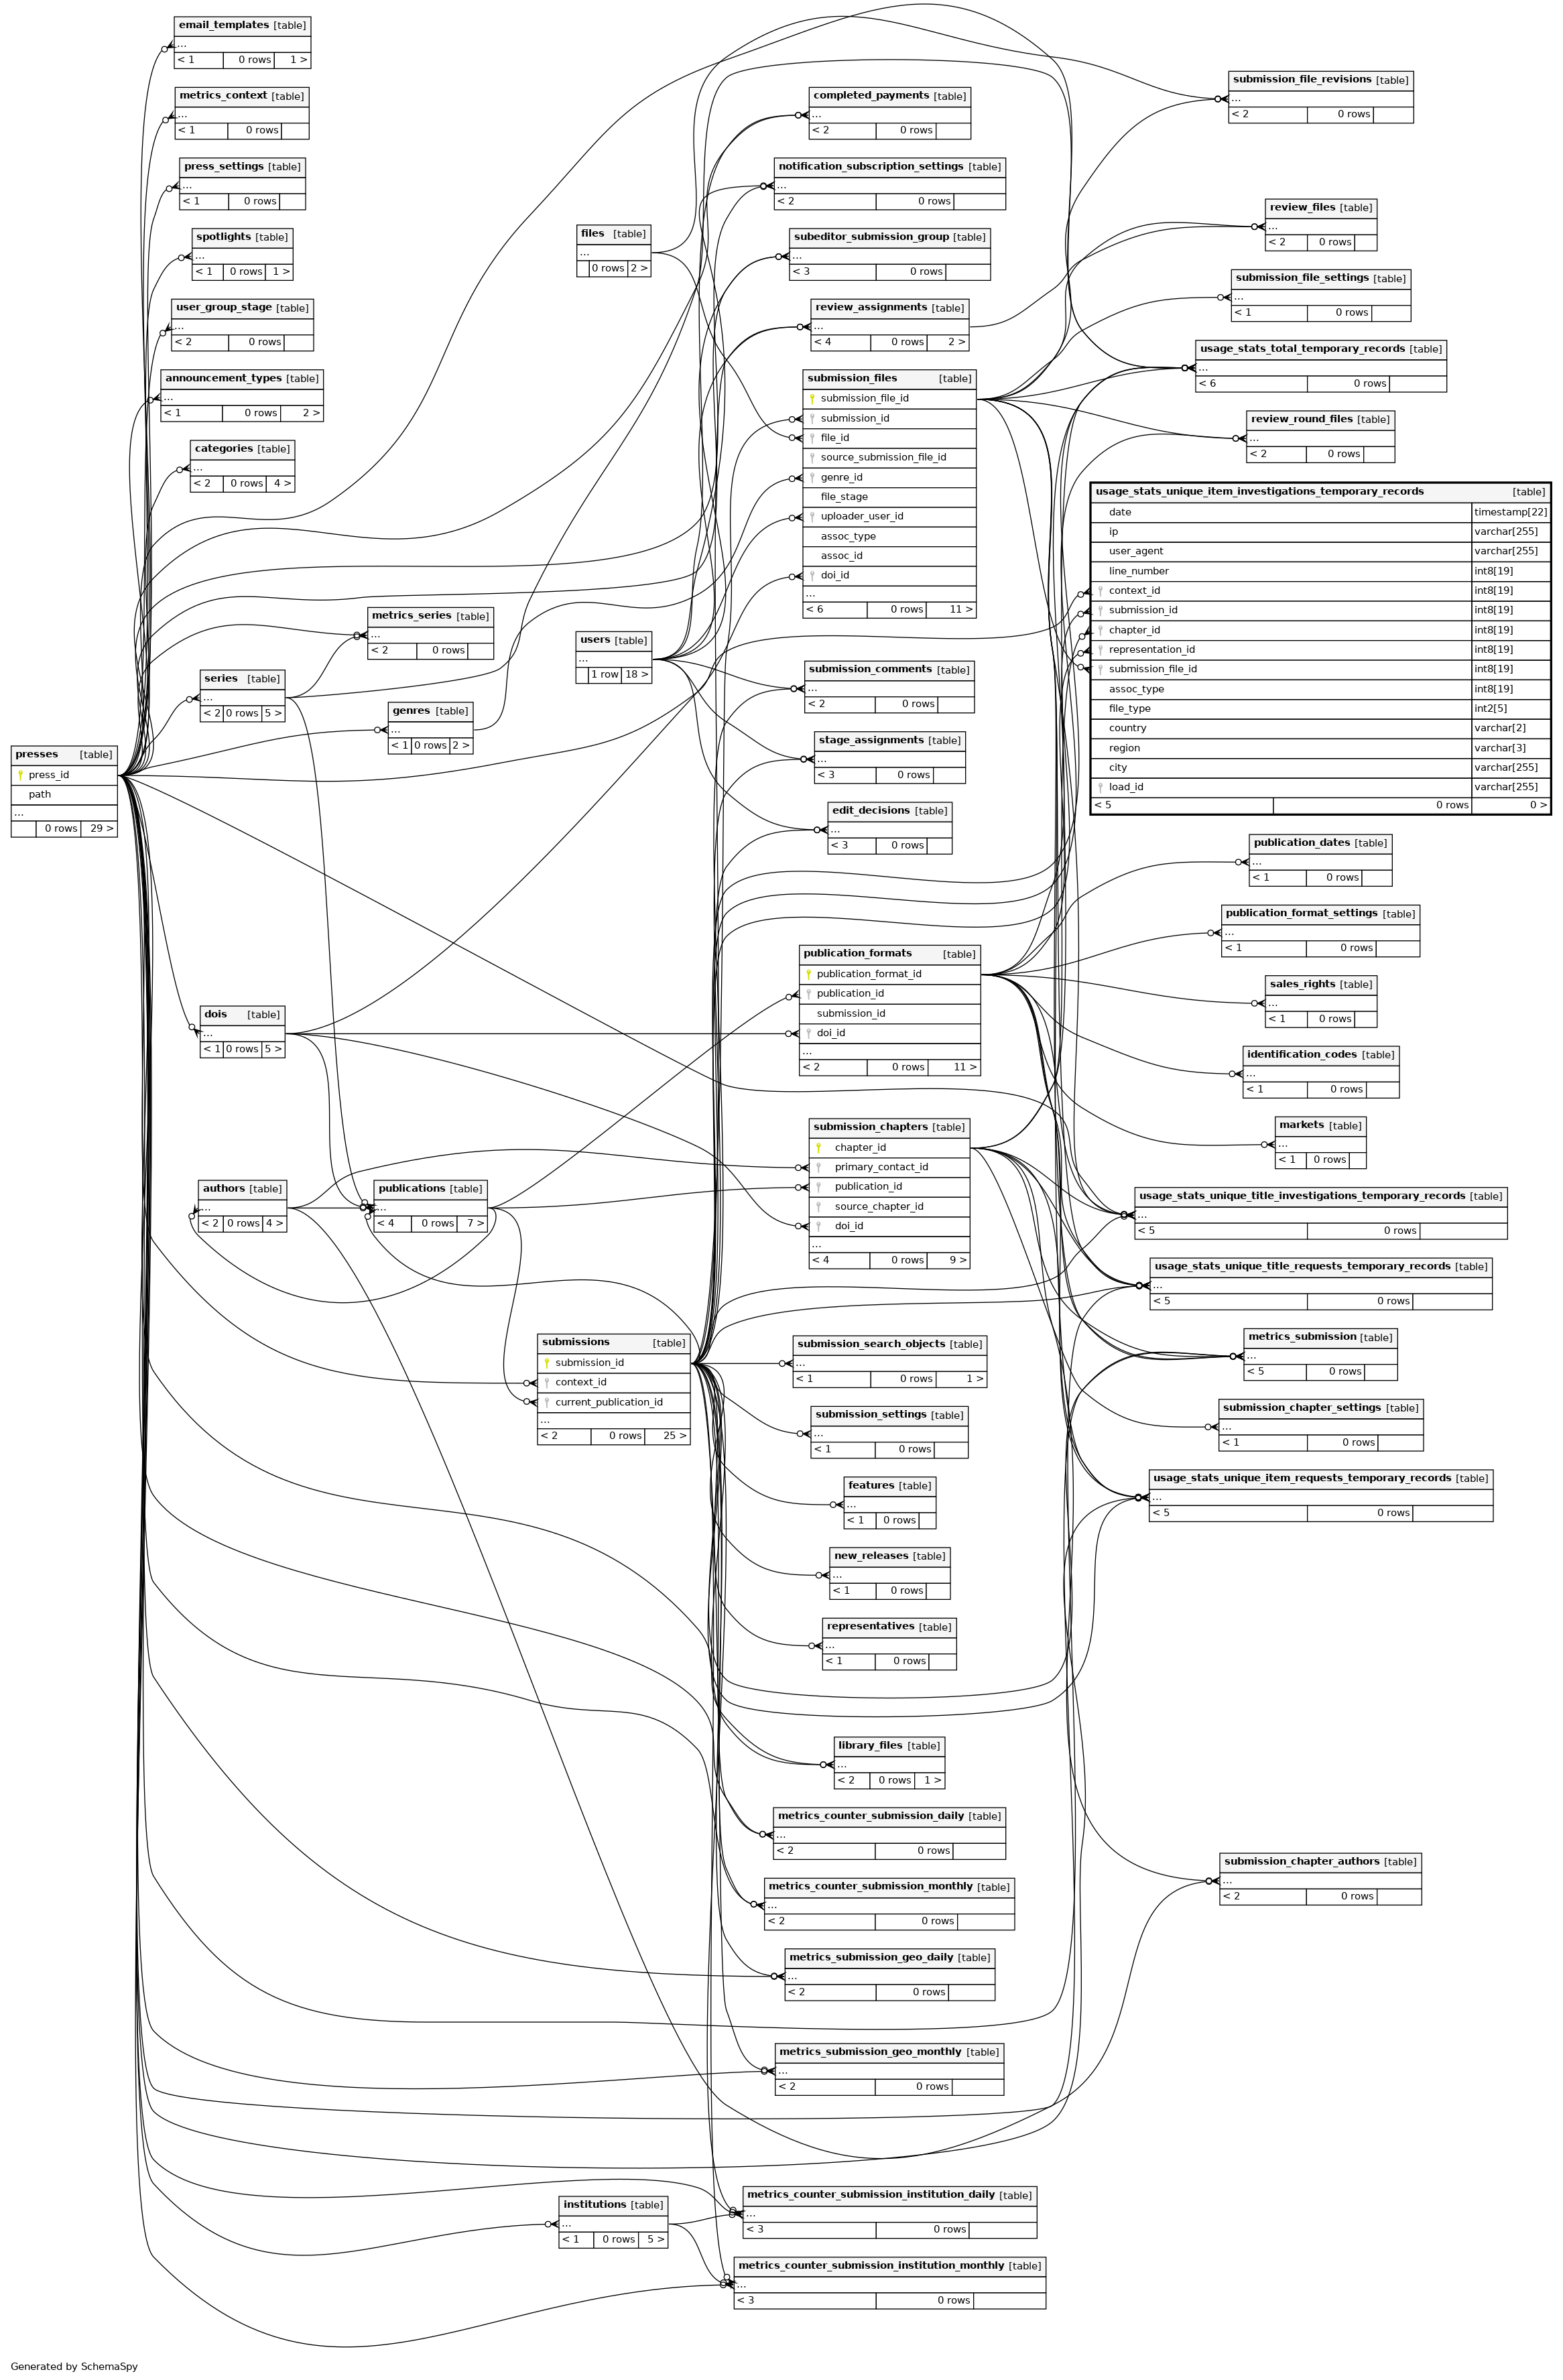 email_templates [table]
...
< 1 0 rows 1 >
metrics_context [table]
...
< 1 0 rows
press_settings [table]
...
< 1 0 rows
spotlights [table]
...
< 1 0 rows 1 >
user_group_stage [table]
...
< 2 0 rows
announcement_types [table]
...
< 1 0 rows 2 >
categories [table]
...
< 2 0 rows 4 >
metrics_series [table]
...
< 2 0 rows
series [table]
...
< 2 0 rows 5 >
genres [table]
...
< 1 0 rows 2 >
presses [table]
press_id
path
...
0 rows 29 >
dois [table]
...
< 1 0 rows 5 >
authors [table]
...
< 2 0 rows 4 >
publications [table]
...
< 4 0 rows 7 >
files [table]
...
0 rows 2 >
users [table]
...
1 row 18 >
submissions [table]
submission_id
context_id
current_publication_id
...
< 2 0 rows 25 >
institutions [table]
...
< 1 0 rows 5 >
completed_payments [table]
...
< 2 0 rows
notification_subscription_settings [table]
...
< 2 0 rows
subeditor_submission_group [table]
...
< 3 0 rows
review_assignments [table]
...
< 4 0 rows 2 >
submission_files [table]
submission_file_id
submission_id
file_id
source_submission_file_id
genre_id
file_stage
uploader_user_id
assoc_type
assoc_id
doi_id
...
< 6 0 rows 11 >
submission_comments [table]
...
< 2 0 rows
stage_assignments [table]
...
< 3 0 rows
edit_decisions [table]
...
< 3 0 rows
publication_formats [table]
publication_format_id
publication_id
submission_id
doi_id
...
< 2 0 rows 11 >
submission_chapters [table]
chapter_id
primary_contact_id
publication_id
source_chapter_id
doi_id
...
< 4 0 rows 9 >
submission_search_objects [table]
...
< 1 0 rows 1 >
submission_settings [table]
...
< 1 0 rows
features [table]
...
< 1 0 rows
new_releases [table]
...
< 1 0 rows
representatives [table]
...
< 1 0 rows
library_files [table]
...
< 2 0 rows 1 >
metrics_counter_submission_daily [table]
...
< 2 0 rows
metrics_counter_submission_monthly [table]
...
< 2 0 rows
metrics_submission_geo_daily [table]
...
< 2 0 rows
metrics_submission_geo_monthly [table]
...
< 2 0 rows
metrics_counter_submission_institution_daily [table]
...
< 3 0 rows
metrics_counter_submission_institution_monthly [table]
...
< 3 0 rows
submission_file_revisions [table]
...
< 2 0 rows
review_files [table]
...
< 2 0 rows
submission_file_settings [table]
...
< 1 0 rows
usage_stats_total_temporary_records [table]
...
< 6 0 rows
review_round_files [table]
...
< 2 0 rows
usage_stats_unique_item_investigations_temporary_records [table]
date timestamp[22]
ip varchar[255]
user_agent varchar[255]
line_number int8[19]
context_id int8[19]
submission_id int8[19]
chapter_id int8[19]
representation_id int8[19]
submission_file_id int8[19]
assoc_type int8[19]
file_type int2[5]
country varchar[2]
region varchar[3]
city varchar[255]
load_id varchar[255]
< 5 0 rows 0 >
publication_dates [table]
...
< 1 0 rows
publication_format_settings [table]
...
< 1 0 rows
sales_rights [table]
...
< 1 0 rows
identification_codes [table]
...
< 1 0 rows
markets [table]
...
< 1 0 rows
usage_stats_unique_title_investigations_temporary_records [table]
...
< 5 0 rows
usage_stats_unique_title_requests_temporary_records [table]
...
< 5 0 rows
metrics_submission [table]
...
< 5 0 rows
submission_chapter_settings [table]
...
< 1 0 rows
usage_stats_unique_item_requests_temporary_records [table]
...
< 5 0 rows
submission_chapter_authors [table]
...
< 2 0 rows
Generated by SchemaSpy